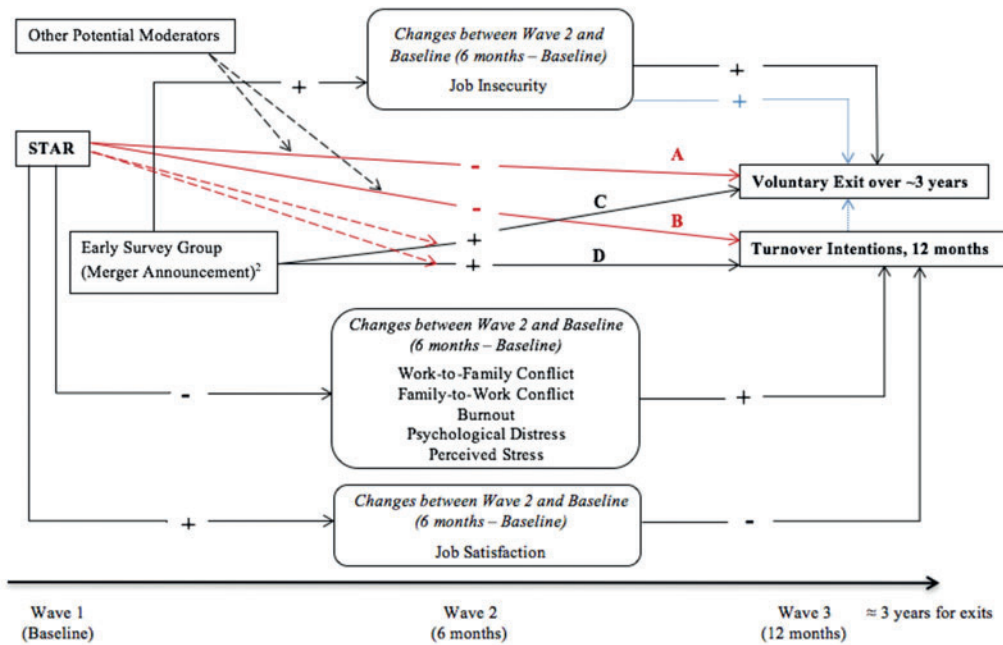 Other Potential Moderators
Changes between Wave 2 and
Baseline (6 months – Baseline)
Job Insecurity
+
+
+
STAR
-
A
-
C
B
Voluntary Exit over ~3 years
Early Survey Group
(Merger Announcement)²
+
+
D
Turnover Intentions, 12 months
Changes between Wave 2 and Baseline
(6 months – Baseline)
Work-to-Family Conflict
Family-to-Work Conflict
Burnout
Psychological Distress
Perceived Stress
-
+
Changes between Wave 2 and Baseline
(6 months – Baseline)
Job Satisfaction
+
-
Wave 1
(Baseline)
Wave 2
(6 months)
Wave 3
(12 months)
≈ 3 years for exits